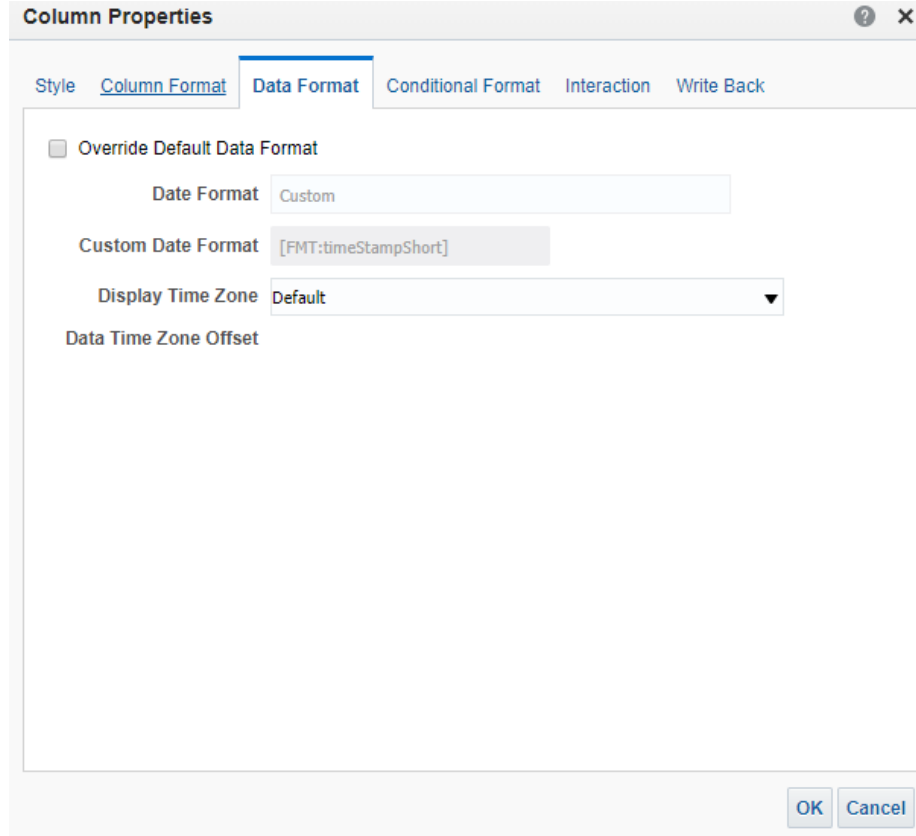 Column Properties
Style Column Format Data Format Conditional Format Interaction Write Back
Override Default Data Format
Date Format Custom
Custom Date Format [FMT:timeStampShort]
Display Time Zone Default
Data Time Zone Offset
OK Cancel